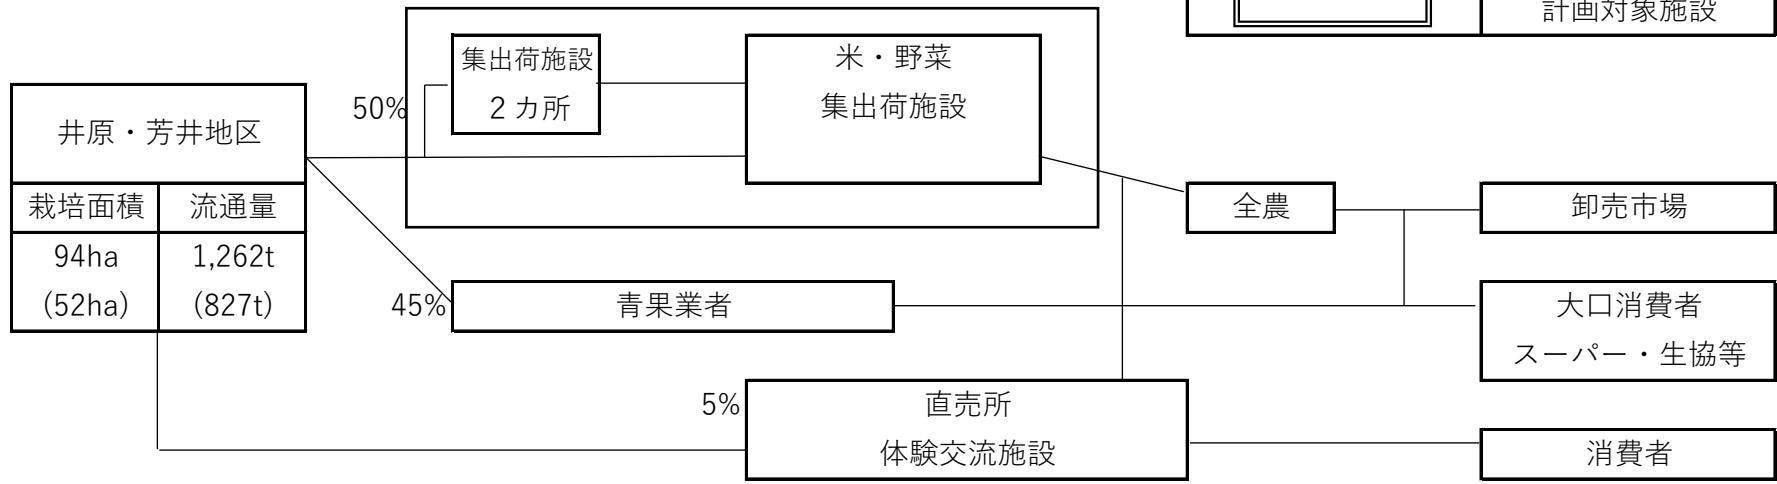 計画対象施設
集出荷施設
２カ所
米・野菜
集出荷施設
50%
井原・芳井地区
栽培面積
流通量
94ha
1,262t
(52ha)
(827t)
全農
卸売市場
45%
青果業者
大口消費者
スーパー・生協等
5%
直売所
体験交流施設
消費者